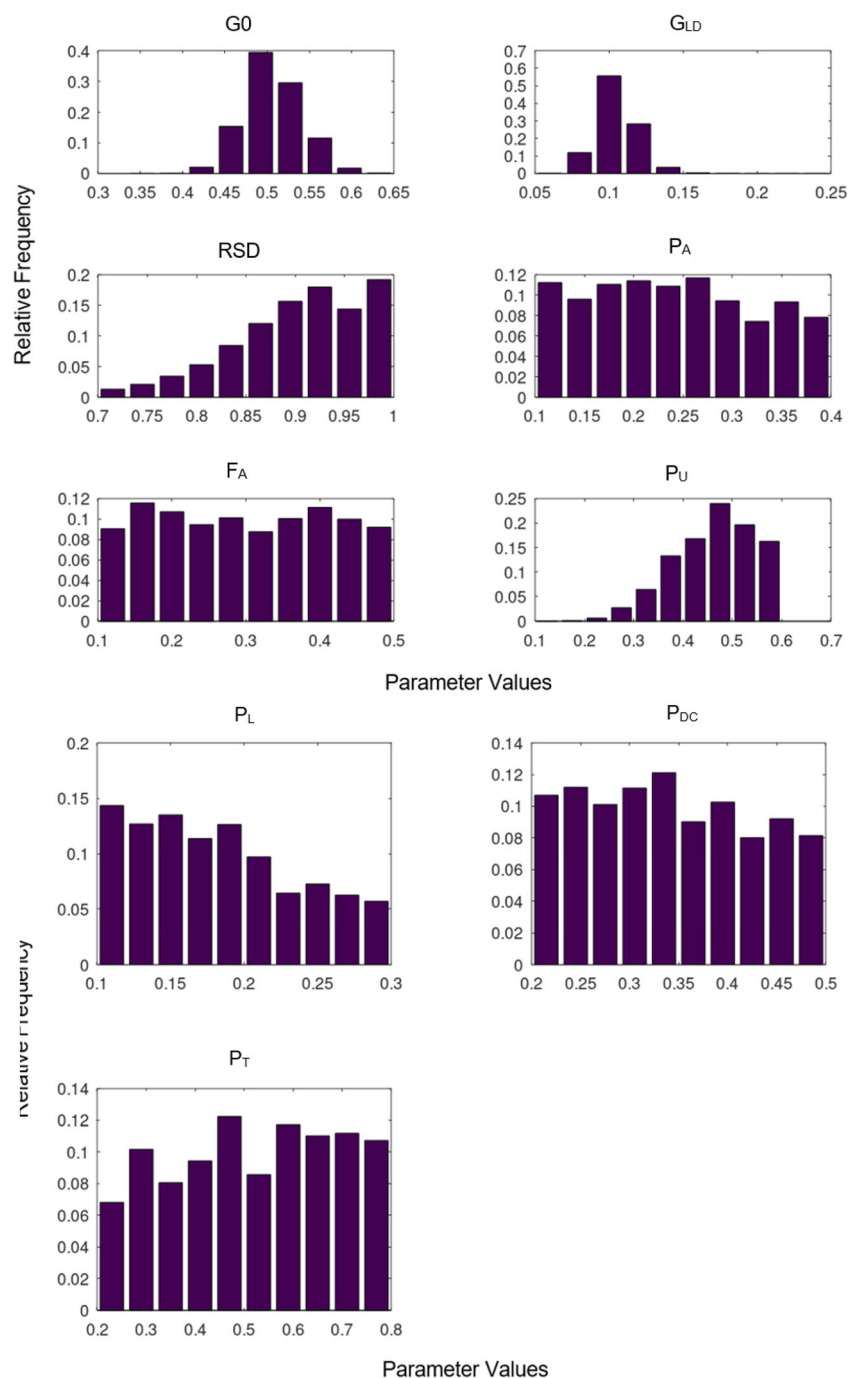 G0
0.4
0.3
0.2
0.1
0
0.3 0.35 0.4 0.45 0.5 0.55 0.6 0.65
GLD
0.7
0.6
0.5
0.4
0.3
0.2
0.1
0
0.05 0.1 0.15 0.2 0.25
Relative Frequency
RSD
0.2
0.15
0.1
0.05
0
0.7 0.75 0.8 0.85 0.9 0.95 1
PA
0.12
0.1
0.08
0.06
0.04
0.02
0
0.1 0.15 0.2 0.25 0.3 0.35 0.4
FA
0.12
0.1
0.08
0.06
0.04
0.02
0
0.1 0.2 0.3 0.4 0.5
PU
0.25
0.2
0.15
0.1
0.05
0
0.1 0.2 0.3 0.4 0.5 0.6 0.7
Parameter Values
PL
0.2
0.15
0.1
0.05
0
0.1 0.15 0.2 0.25 0.3
PDC
0.14
0.12
0.1
0.08
0.06
0.04
0.02
0
0.2 0.25 0.3 0.35 0.4 0.45 0.5
Relative Frequency
PT
0.14
0.12
0.1
0.08
0.06
0.04
0.02
0
0.2 0.3 0.4 0.5 0.6 0.7 0.8
Parameter Values